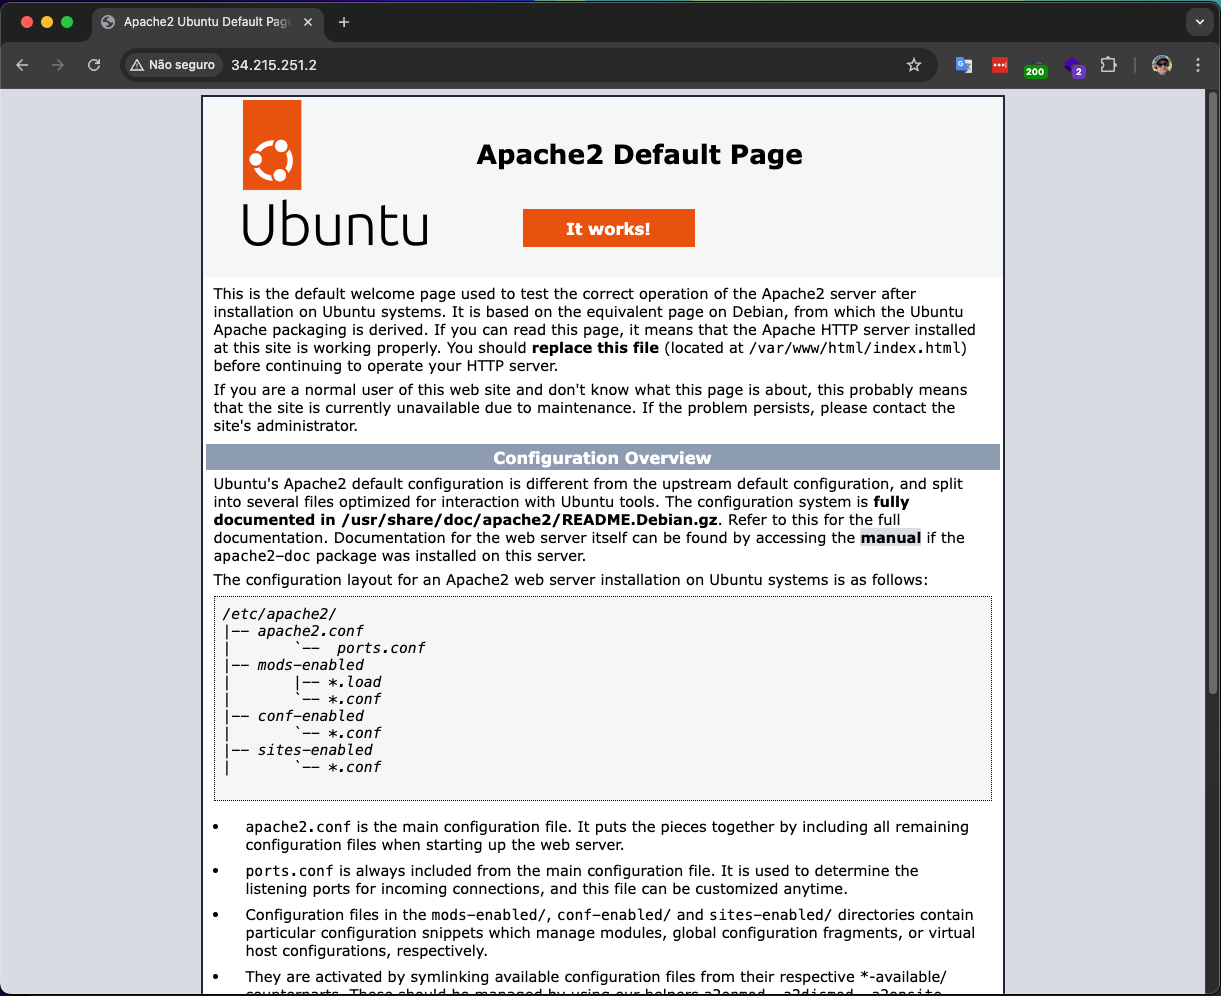 Apache2 Ubuntu Default Pag
Não seguro
34.215.251.2
200
2
Apache2 Default Page
Ubuntu
It works!
This is the default welcome page used to test the correct operation of the Apache2 server after
installation on Ubuntu systems. It is based on the equivalent page on Debian, from which the Ubuntu
Apache packaging is derived. If you can read this page, it means that the Apache HTTP server installed
at this site is working properly. You should replace this file (located at /var/www/html/index.html)
before continuing to operate your HTTP server.
If you are a normal user of this web site and don't know what this page is about, this probably means
that the site is currently unavailable due to maintenance. If the problem persists, please contact the
site's administrator.
Configuration Overview
Ubuntu's Apache2 default configuration is different from the upstream default configuration, and split
into several files optimized for interaction with Ubuntu tools. The configuration system is fully
documented in /usr/share/doc/apache2/README.Debian.gz. Refer to this for the full
documentation. Documentation for the web server itself can be found by accessing the manual if the
apache2-doc package was installed on this server.
The configuration layout for an Apache2 web server installation on Ubuntu systems is as follows:
/etc/apache2/
|-- apache2.conf
|       `--  ports.conf
|-- mods-enabled
|       |-- *.load
|       `-- *.conf
|-- conf-enabled
|       `-- *.conf
|-- sites-enabled
|       `-- *.conf
• apache2.conf is the main configuration file. It puts the pieces together by including all remaining
configuration files when starting up the web server.
• ports.conf is always included from the main configuration file. It is used to determine the
listening ports for incoming connections, and this file can be customized anytime.
• Configuration files in the mods-enabled/, conf-enabled/ and sites-enabled/ directories contain
particular configuration snippets which manage modules, global configuration fragments, or virtual
host configurations, respectively.
• They are activated by symlinking available configuration files from their respective *-available/
counterparts. These should be managed by using our helpers a2enmod, a2dismod, a2ensite,